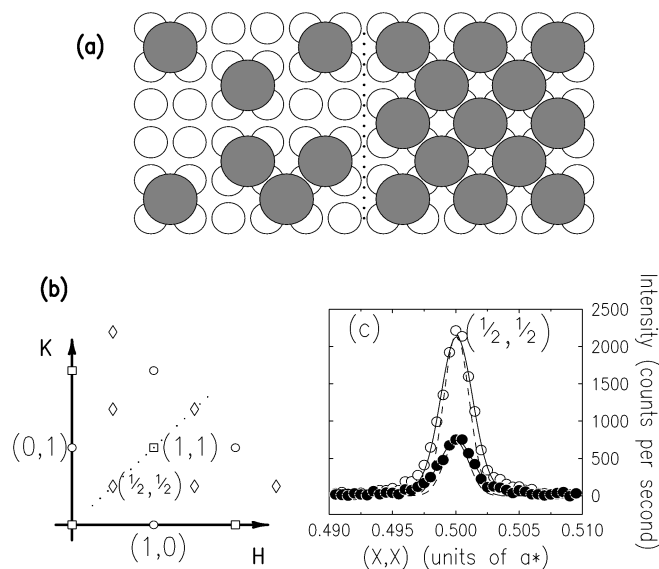 (a)
(b)
K
(0,1)
(1,1)
(½,½)
(1,0)
H
(c)
(½,½)
2500
2000
1500
1000
500
0
Intensity (counts per second)
0.490
0.495
0.500
0.505
0.510
(X,X) (units of a*)